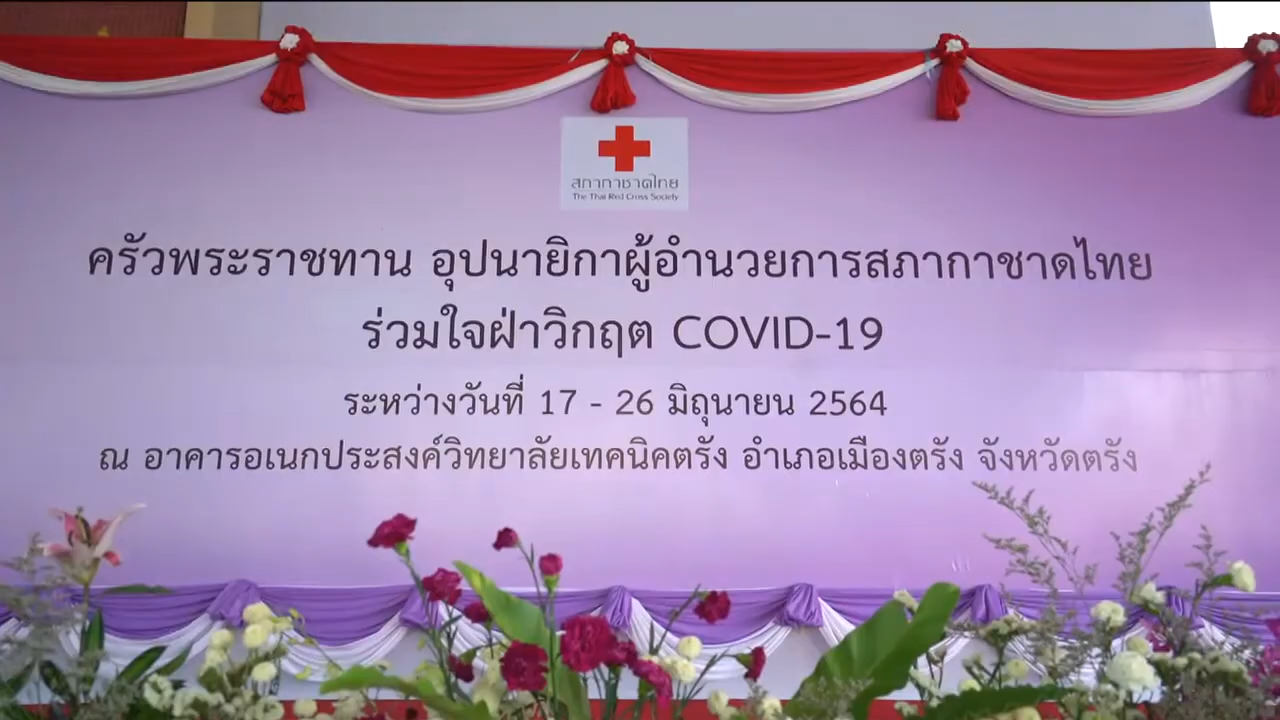 สภากาชาดไทย
The Thai Red Cross Society
ครัวพระราชทาน อุปนายิกาผู้อำนวยการสภากาชาดไทย
ร่วมใจฝ่าวิกฤต COVID-19
ระหว่างวันที่ 17 - 26 มิถุนายน 2564
ณ อาคารอเนกประสงค์วิทยาลัยเทคนิคตรัง อำเภอเมืองตรัง จังหวัดตรัง